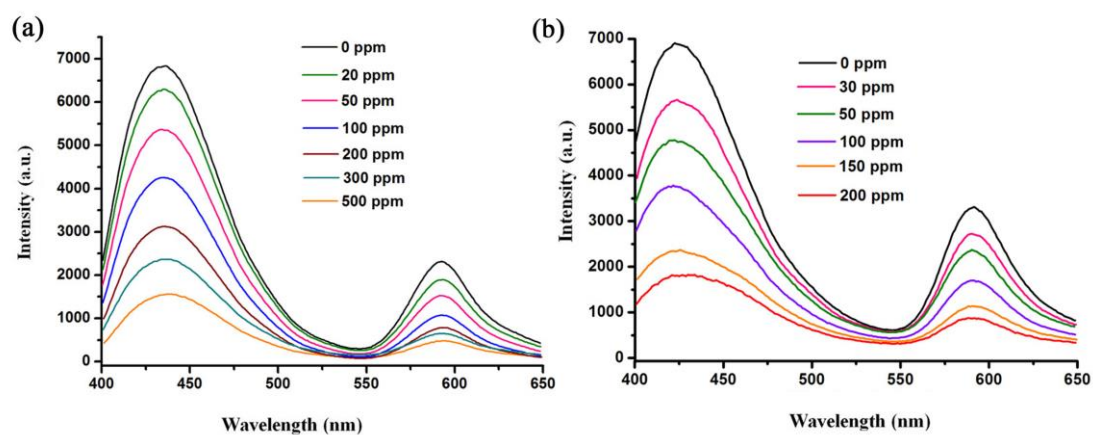 (a)
7000
6000
5000
4000
3000
2000
1000
0
Intensity (a.u.)
400 450 500 550 600 650
Wavelength (nm)
0 ppm
20 ppm
50 ppm
100 ppm
200 ppm
300 ppm
500 ppm
(b)
7000
6000
5000
4000
3000
2000
1000
0
Intensity (a.u.)
400 450 500 550 600 650
Wavelength (nm)
0 ppm
30 ppm
50 ppm
100 ppm
150 ppm
200 ppm